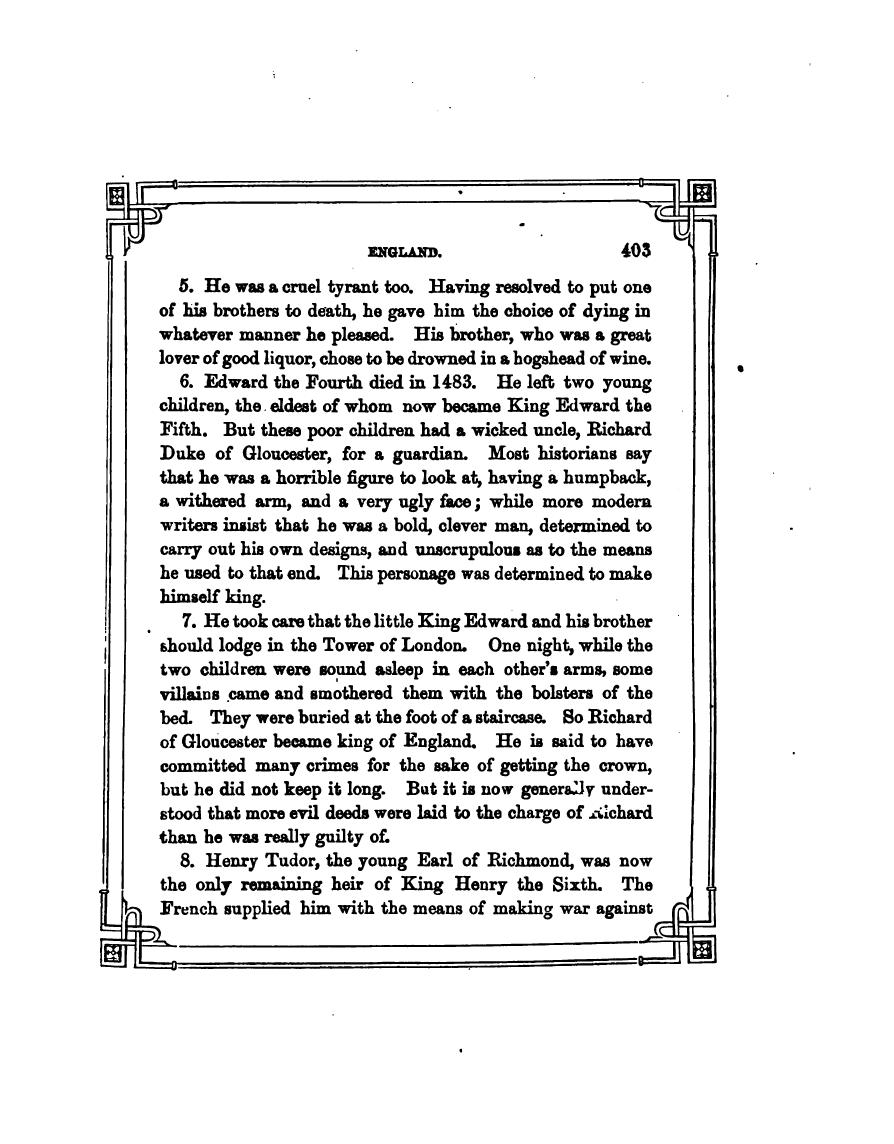 ENGLAND. 403
5. He was a cruel tyrant too. Having resolved to put one
of his brothers to death, he gave him the choice of dying in
whatever manner he pleased. His brother, who was a great
lover of good liquor, chose to be drowned in a hogshead of wine.
6. Edward the Fourth died in 1483. He left two young
children, the eldest of whom now became King Edward the
Fifth. But these poor children had a wicked uncle, Richard
Duke of Gloucester, for a guardian. Most historians say
that he was a horrible figure to look at, having a humpback,
a withered arm, and a very ugly face; while more modern
writers insist that he was a bold, clever man, determined to
carry out his own designs, and unscrupulous as to the means
he used to that end. This personage was determined to make
himself king.
7. He took care that the little King Edward and his brother
should lodge in the Tower of London. One night, while the
two children were sound asleep in each other's arms, some
villains came and smothered them with the bolsters of the
bed. They were buried at the foot of a staircase. So Richard
of Gloucester became king of England. He is said to have
committed many crimes for the sake of getting the crown,
but he did not keep it long. But it is now generally under-
stood that more evil deeds were laid to the charge of Richard
than he was really guilty of.
8. Henry Tudor, the young Earl of Richmond, was now
the only remaining heir of King Henry the Sixth. The
French supplied him with the means of making war against